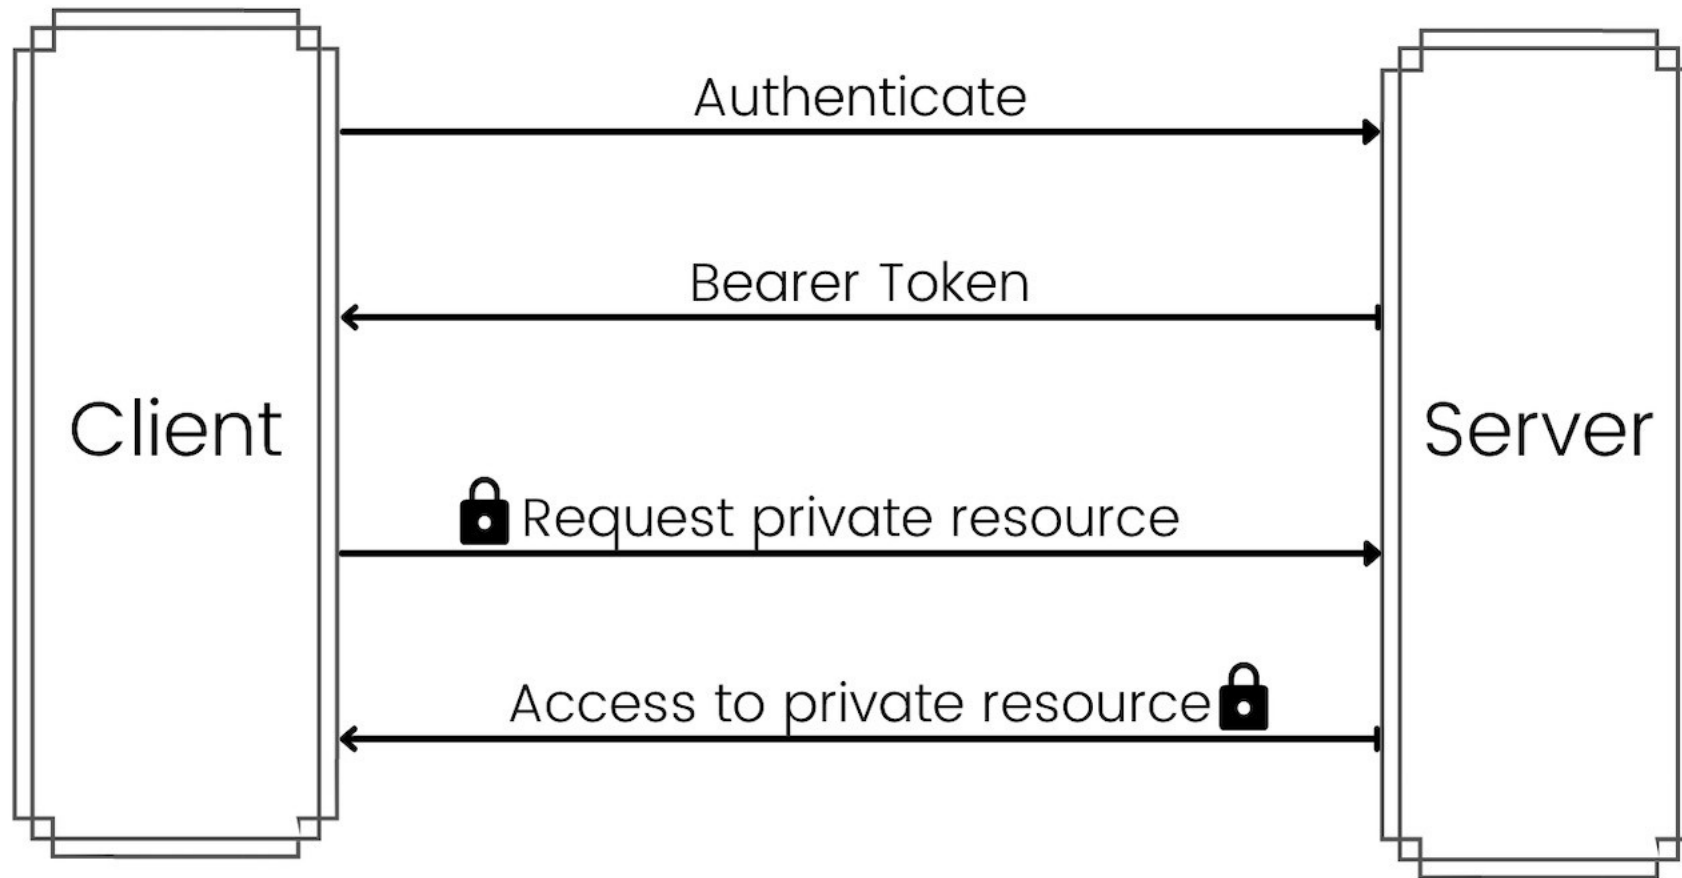 Authenticate
Bearer Token
Client
Server
Request private resource
Access to private resource